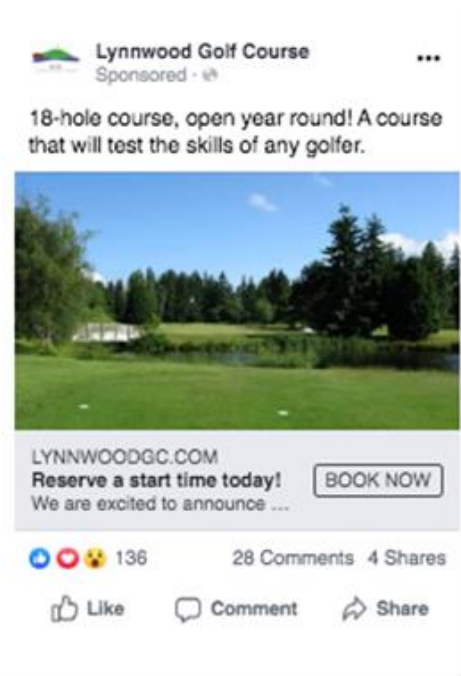 Lynnwood Golf Course
Sponsored ·
18-hole course, open year round! A course
that will test the skills of any golfer.
LYNNWOODGC.COM
Reserve a start time today!
BOOK NOW
We are excited to announce ...
136
28 Comments 4 Shares
Like
Comment
Share